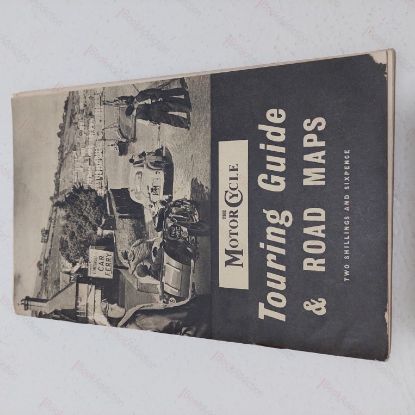 THE
MOTOR CYCLE
Touring Guide
& ROAD MAPS
TWO SHILLINGS AND SIXPENCE
CAR
FERRY